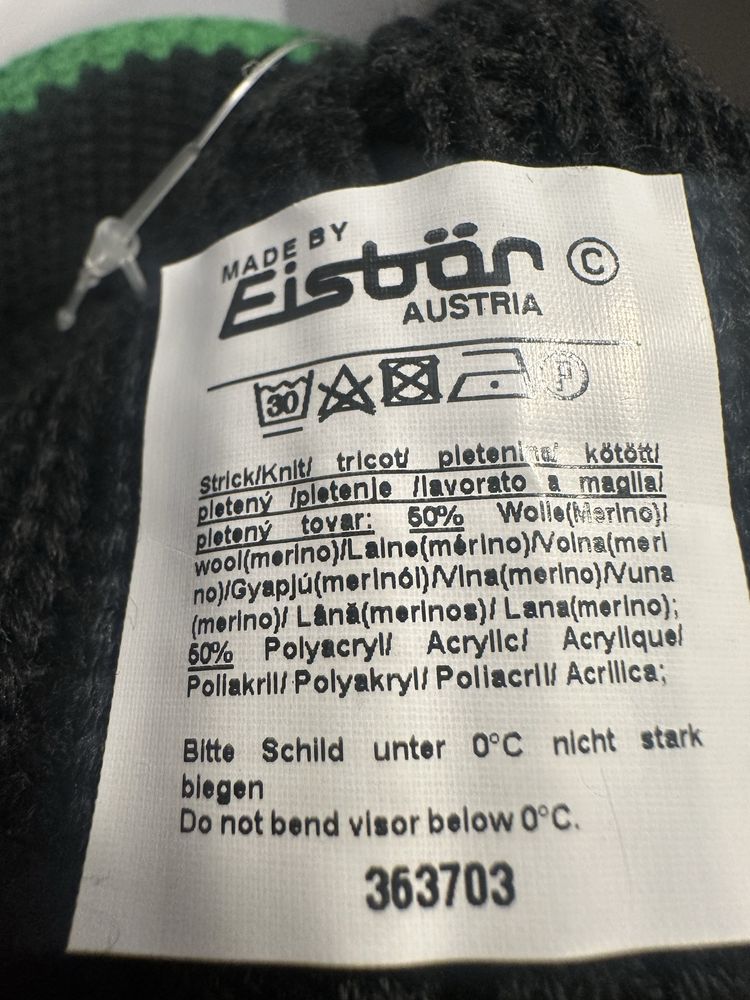 MADE BY
Eisbär ©
AUSTRIA
30 P
Strick/Knit/ tricot/ pletenina/ kötött/
pletený /pletenje /lavorato a maglia/
pletený tovar: 50% Wolle(Merino)/
wool(merino)/Laine(mérino)/Volna(meri
no)/Gyapjú(merinói)/Vlna(merino)/Vuna
(merino)/ Lână(merinos)/ Lana(merino);
50% Polyacryl/ Acrylic/ Acrylique/
Poliakril/ Polyakryl/ Poliacril/ Acrilica;
Bitte Schild unter 0°C nicht stark
biegen
Do not bend visor below 0°C.
363703